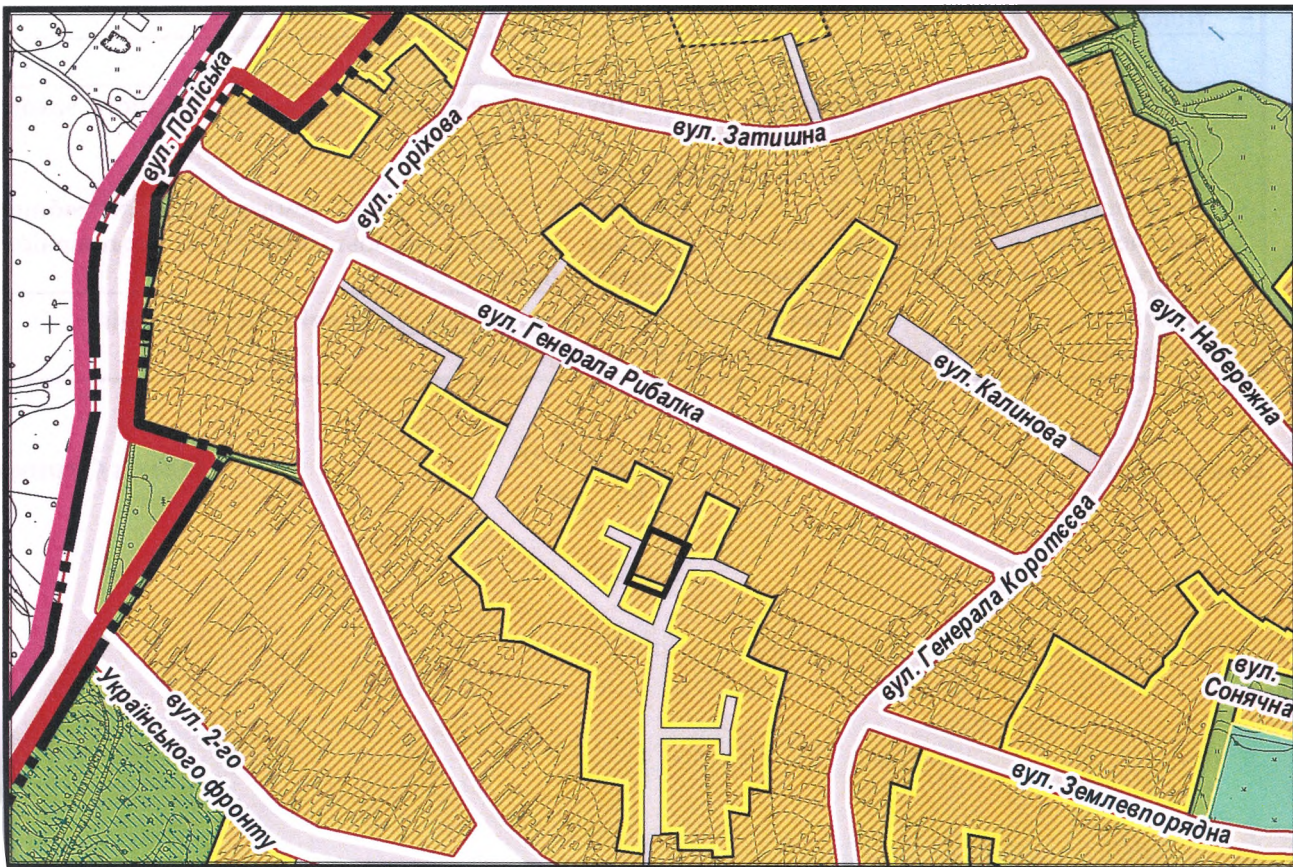 вул. Поліська
вул. Горіхова
вул. Затишна
вул. Генерала Рибалка
вул. Набережна
вул. Калинова
вул. Генерала Коротєєва
вул.
Сонячна
вул. 2-го
Українського фронту
вул. Землевпорядна